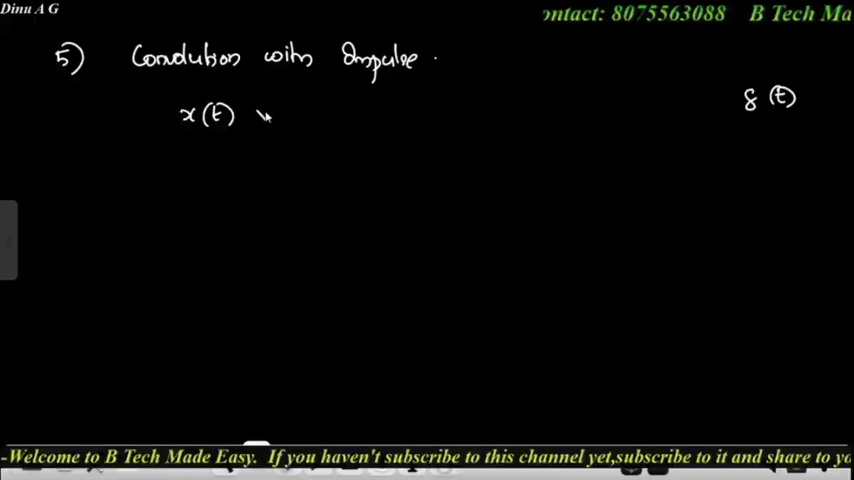 Dinu A G
ontact: 8075563088 B Tech Ma
5) Convolution with Impulse.
δ(t)
x(t)
-Welcome to B Tech Made Easy. If you haven't subscribe to this channel yet,subscribe to it and share to yo